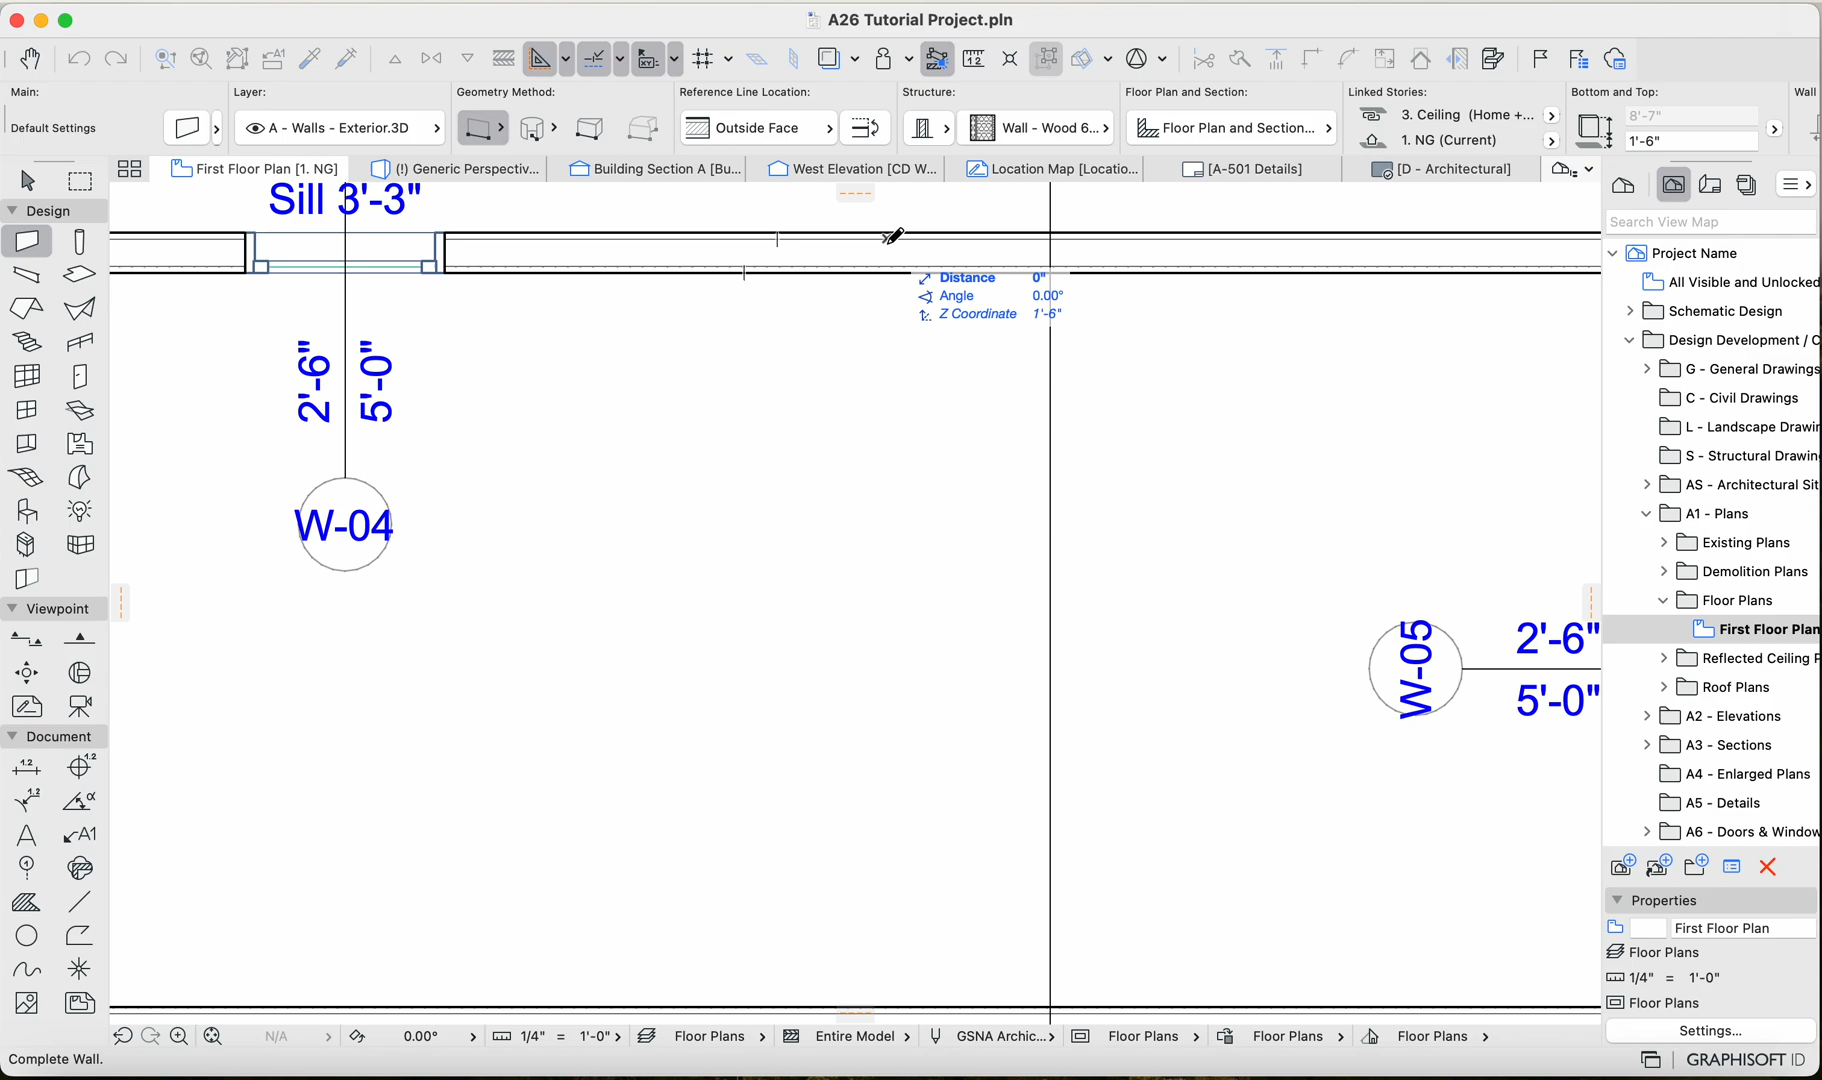 A26 Tutorial Project.pln
Main:
Layer:
Geometry Method:
Reference Line Location:
Structure:
Floor Plan and Section:
Linked Stories:
Bottom and Top:
Wall
Default Settings
A - Walls - Exterior.3D
Outside Face
Wall - Wood 6...
Floor Plan and Section...
3. Ceiling (Home +...
1. NG (Current)
8'-7"
1'-6"
First Floor Plan [1. NG]
(!) Generic Perspectiv...
Building Section A [Bu...
West Elevation [CD W...
Location Map [Locatio...
[A-501 Details]
[D - Architectural]
Design
Viewpoint
Document
Sill 3'-3"
2'-6"
5'-0"
W-04
Distance 0"
Angle 0.00°
Z Coordinate 1'-6"
W-05
2'-6"
5'-0"
Search View Map
Project Name
All Visible and Unlocked
Schematic Design
Design Development / C
G - General Drawings
C - Civil Drawings
L - Landscape Drawin
S - Structural Drawin
AS - Architectural Sit
A1 - Plans
Existing Plans
Demolition Plans
Floor Plans
First Floor Plan
Reflected Ceiling P
Roof Plans
A2 - Elevations
A3 - Sections
A4 - Enlarged Plans
A5 - Details
A6 - Doors & Window
Properties
First Floor Plan
Floor Plans
1/4" = 1'-0"
Floor Plans
Settings...
N/A
0.00°
1/4" = 1'-0"
Floor Plans
Entire Model
GSNA Archic...
Floor Plans
Floor Plans
Floor Plans
Complete Wall.
GRAPHISOFT ID